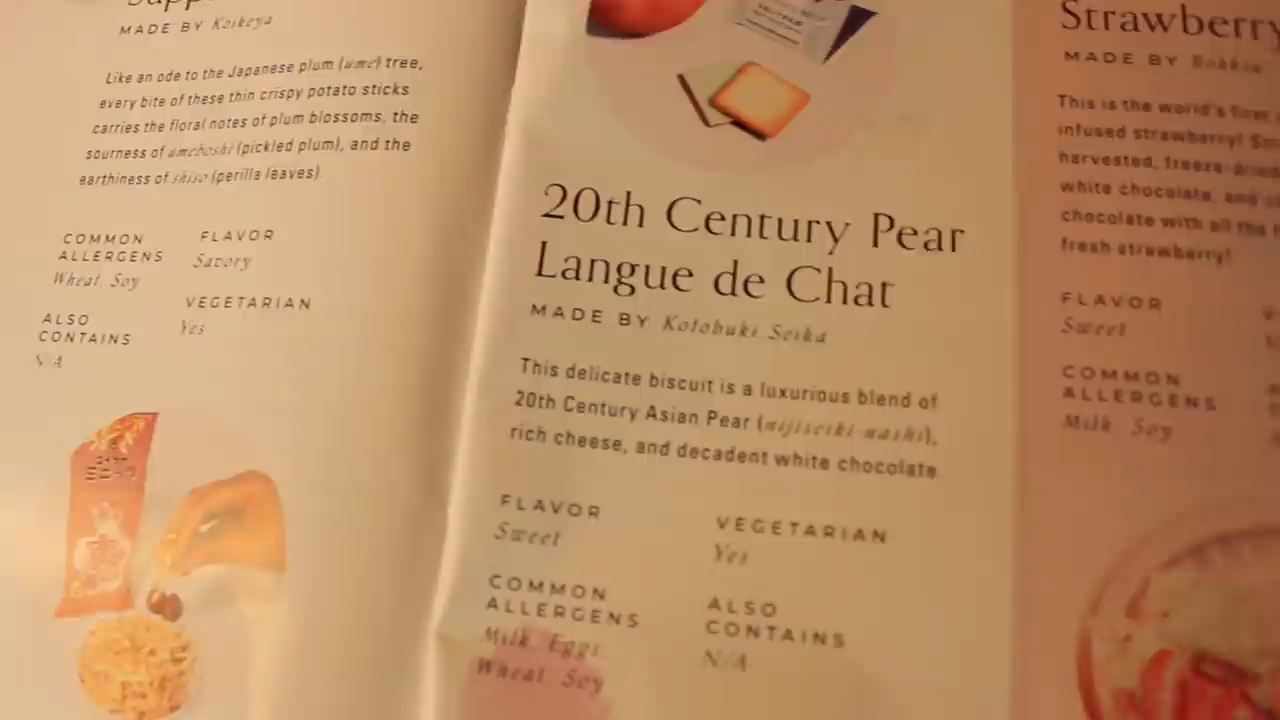 MADE BY Koikeya
Like an ode to the Japanese plum (ume) tree,
every bite of these thin crispy potato sticks
carries the floral notes of plum blossoms, the
sourness of umeboshi (pickled plum), and the
earthiness of shiso (perilla leaves).
COMMON
ALLERGENS
Wheat, Soy
FLAVOR
Savory
ALSO
CONTAINS
N/A
VEGETARIAN
Yes
20th Century Pear
Langue de Chat
MADE BY Kotobuki Seika
This delicate biscuit is a luxurious blend of
20th Century Asian Pear (nijiseiki-nashi),
rich cheese, and decadent white chocolate.
FLAVOR
Sweet
VEGETARIAN
Yes
COMMON
ALLERGENS
Milk, Eggs,
Wheat, Soy
ALSO
CONTAINS
N/A
Strawberry
MADE BY
This is the world's first
infused strawberry!
harvested, freeze-dried
white chocolate, and
chocolate with all the
fresh strawberry!
FLAVOR
Sweet
COMMON
ALLERGENS
Milk, Soy